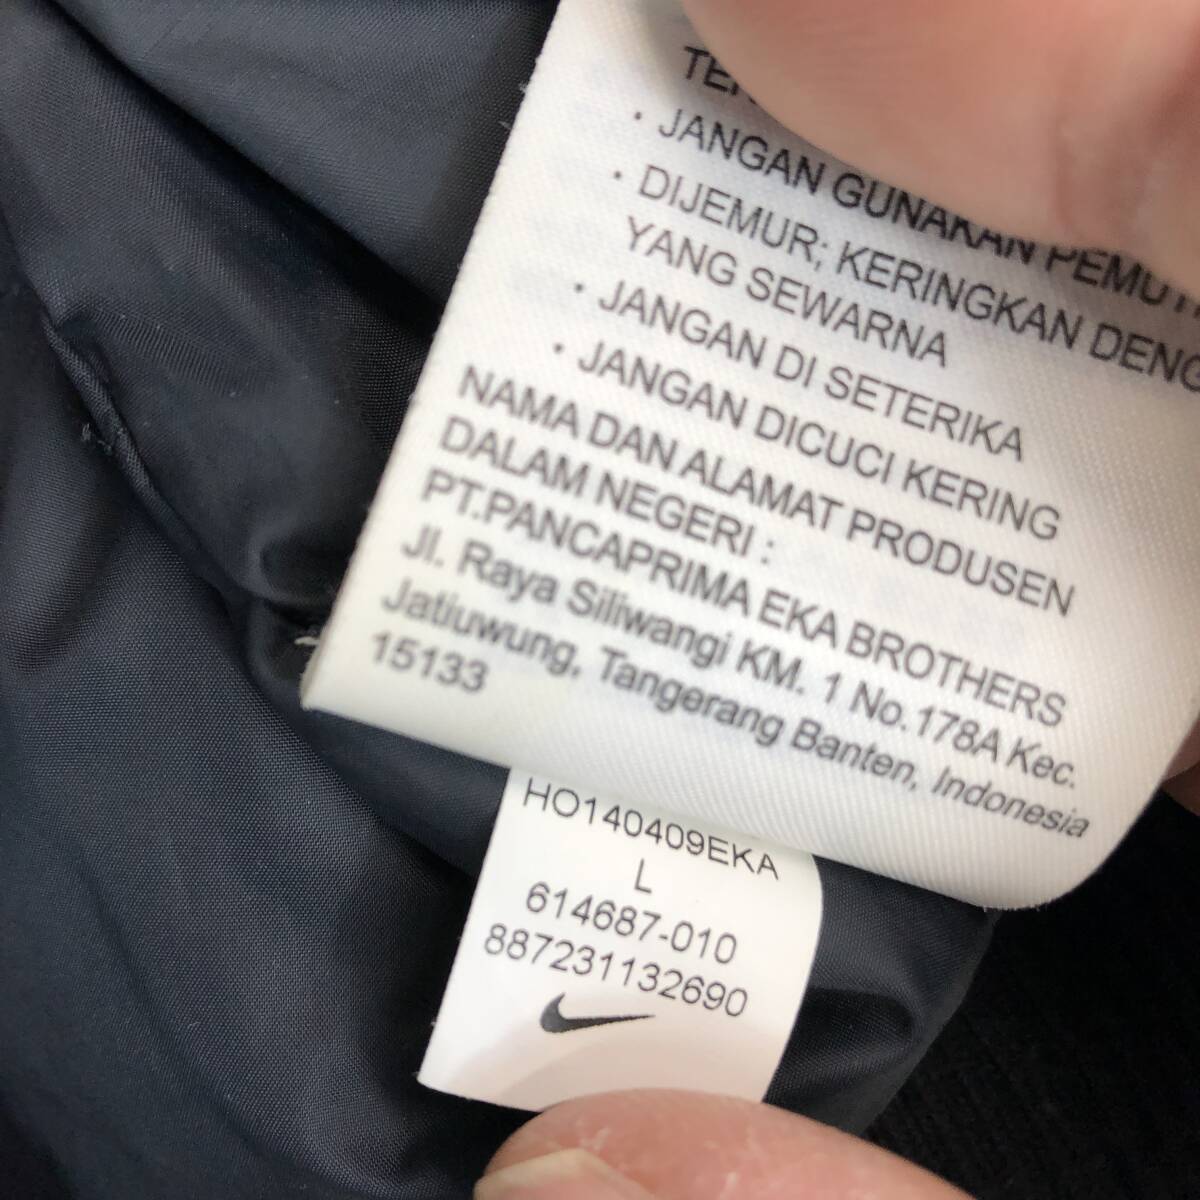 · JANGAN GUNAKAN
· DIJEMUR; KERINGKAN
YANG SEWARNA
· JANGAN DI SETERIKA
· JANGAN DICUCI KERING
NAMA DAN ALAMAT PRODUSEN
DALAM NEGERI :
PT.PANCAPRIMA EKA BROTHERS
Jl. Raya Siliwangi KM. 1 No.178A Kec.
Jatiuwung, Tangerang Banten, Indonesia
15133
HO140409EKA
L
614687-010
887231132690